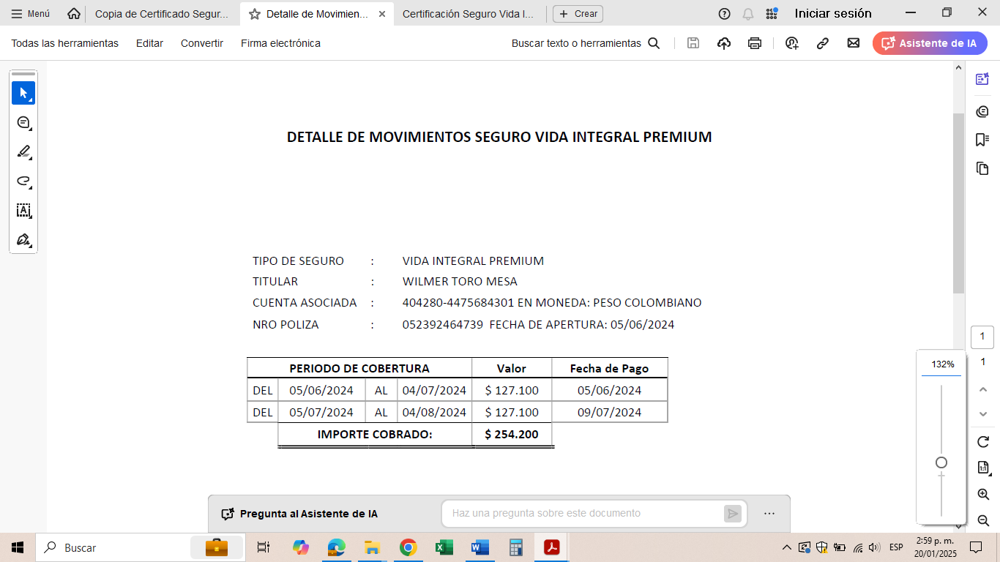 Menú
Copia de Certificado Segur...
Detalle de Movimien...
Certificación Seguro Vida I...
Crear
Iniciar sesión
Todas las herramientas
Editar
Convertir
Firma electrónica
Buscar texto o herramientas
Asistente de IA
DETALLE DE MOVIMIENTOS SEGURO VIDA INTEGRAL PREMIUM
TIPO DE SEGURO : VIDA INTEGRAL PREMIUM
TITULAR : WILMER TORO MESA
CUENTA ASOCIADA : 404280-4475684301 EN MONEDA: PESO COLOMBIANO
NRO POLIZA : 052392464739 FECHA DE APERTURA: 05/06/2024
PERIODO DE COBERTURA Valor Fecha de Pago
DEL 05/06/2024 AL 04/07/2024 $ 127.100 05/06/2024
DEL 05/07/2024 AL 04/08/2024 $ 127.100 09/07/2024
IMPORTE COBRADO: $ 254.200
1
1
132%
1:1
Pregunta al Asistente de IA
Haz una pregunta sobre este documento
Buscar
ESP
2:59 p. m.
20/01/2025